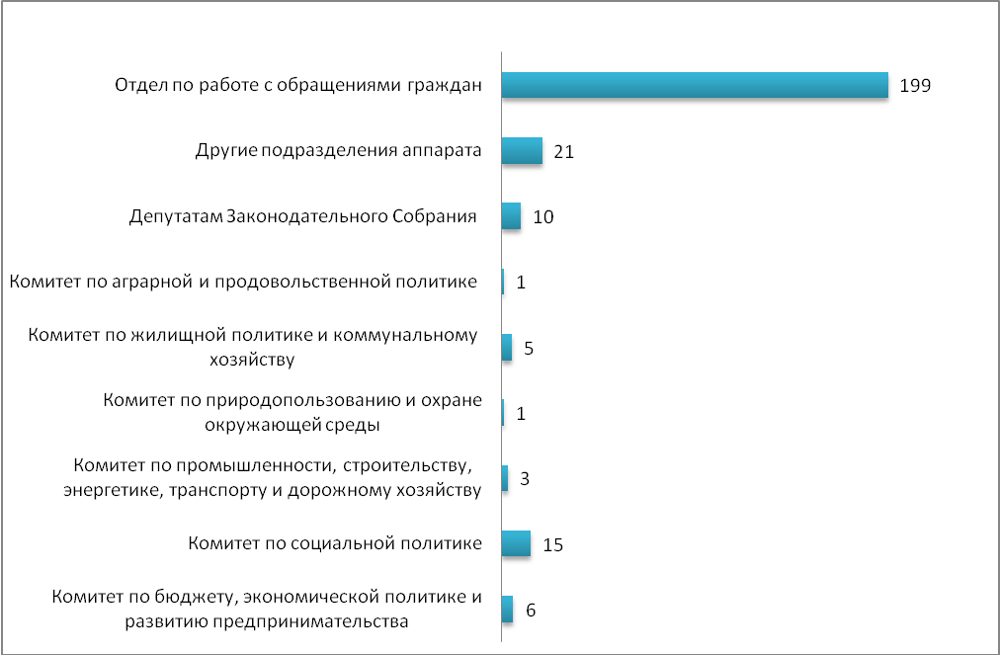 Отдел по работе с обращениями граждан 199
Другие подразделения аппарата 21
Депутатам Законодательного Собрания 10
Комитет по аграрной и продовольственной политике 1
Комитет по жилищной политике и коммунальному
хозяйству 5
Комитет по природопользованию и охране
окружающей среды 1
Комитет по промышленности, строительству,
энергетике, транспорту и дорожному хозяйству 3
Комитет по социальной политике 15
Комитет по бюджету, экономической политике и
развитию предпринимательства 6